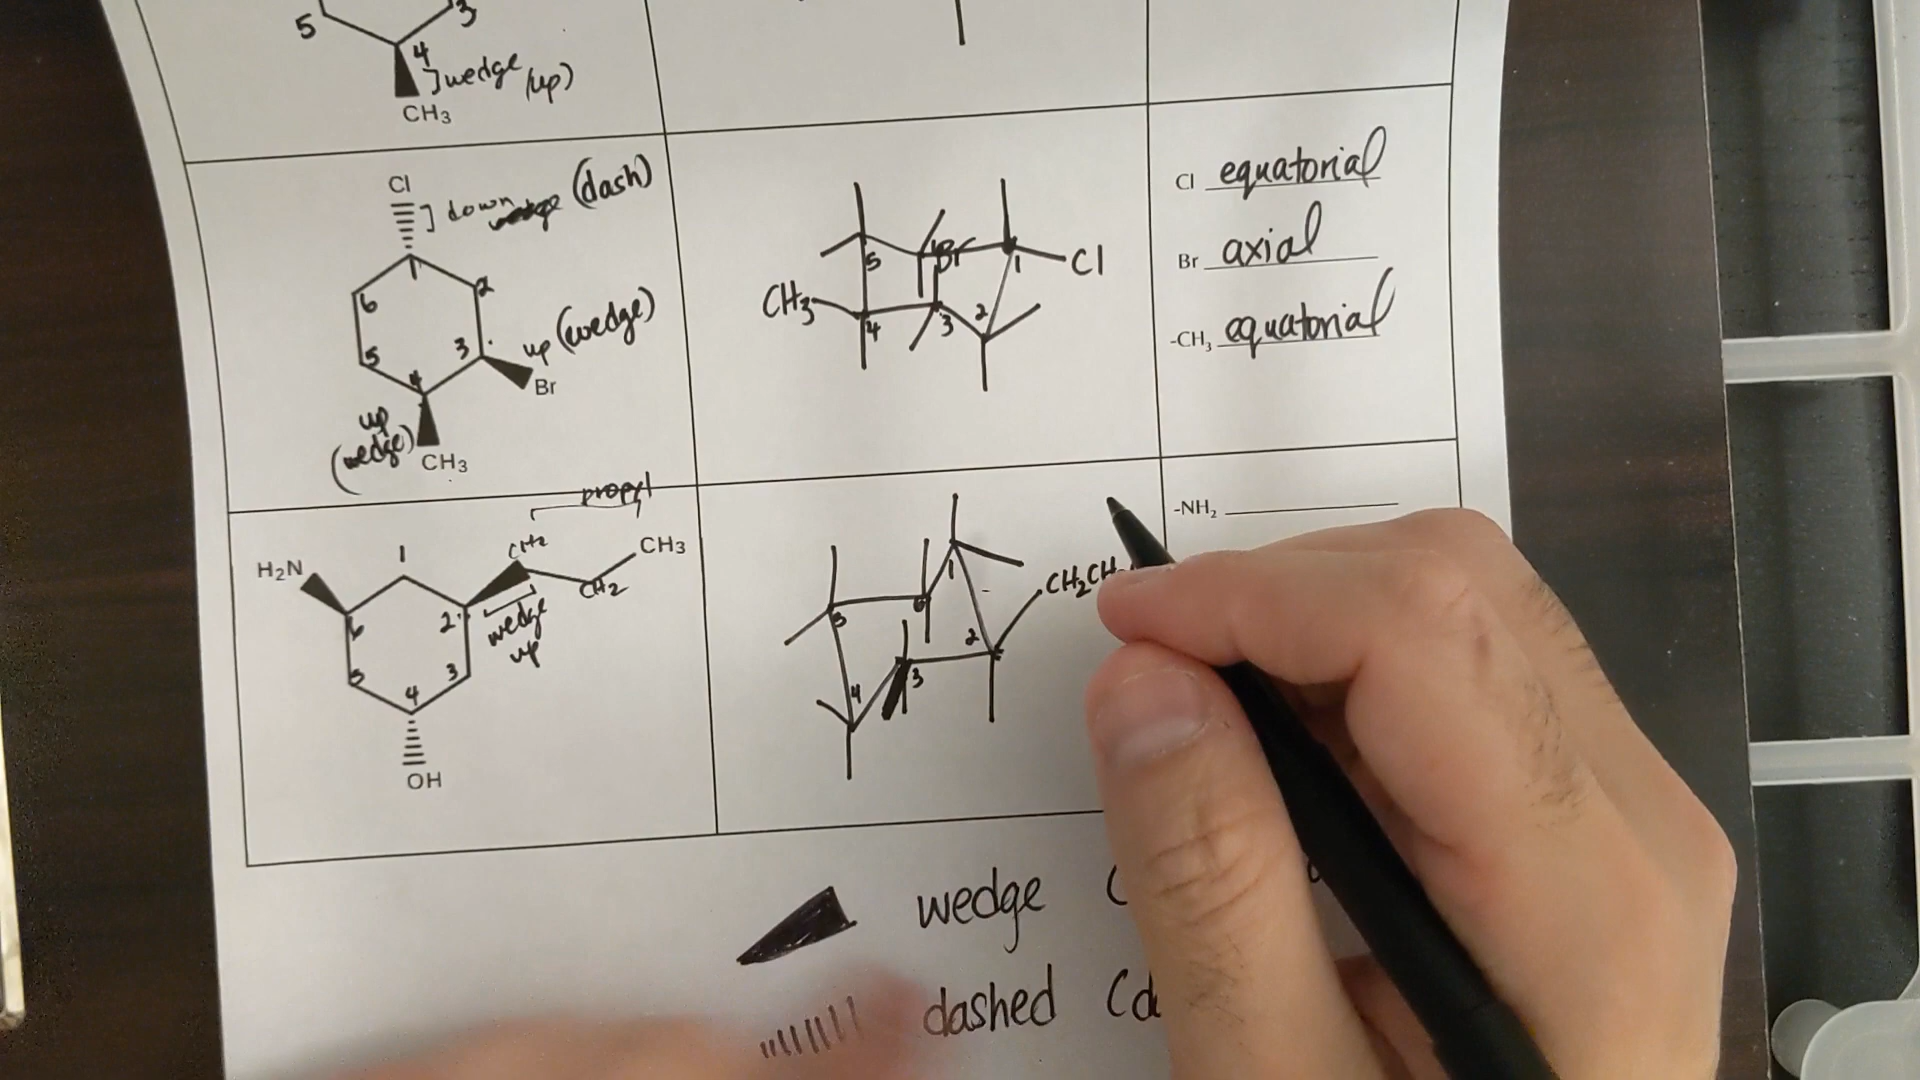 5
3
4
]wedge (up)
CH3
Cl
] down (dash)
1
6
2
5
3
up (wedge)
4
Br
up
(wedge)
CH3
5
Br
1
Cl
CH3
4
3
2
Cl equatorial
Br axial
-CH3 equatorial
propyl
H2N
1
CH2
CH3
CH2
6
2
wedge
up
5
3
4
OH
1
5
6
2
CH2CH
3
4
-NH2
wedge (
dashed (d